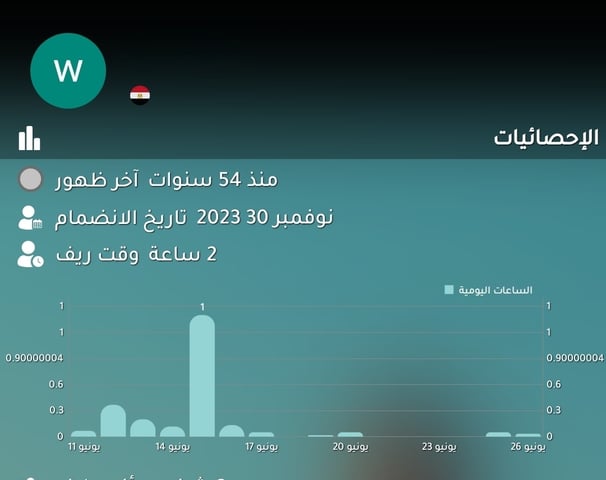 W
الإحصائيات
منذ 54 سنوات آخر ظهور
نوفمبر 30 2023 تاريخ الانضمام
2 ساعة وقت ريف
الساعات اليومية
1 1
1
1 1
0.90000004 0.90000004
0.6 0.6
0.3 0.3
0 0
11 يونيو 14 يونيو 17 يونيو 20 يونيو 23 يونيو 26 يونيو